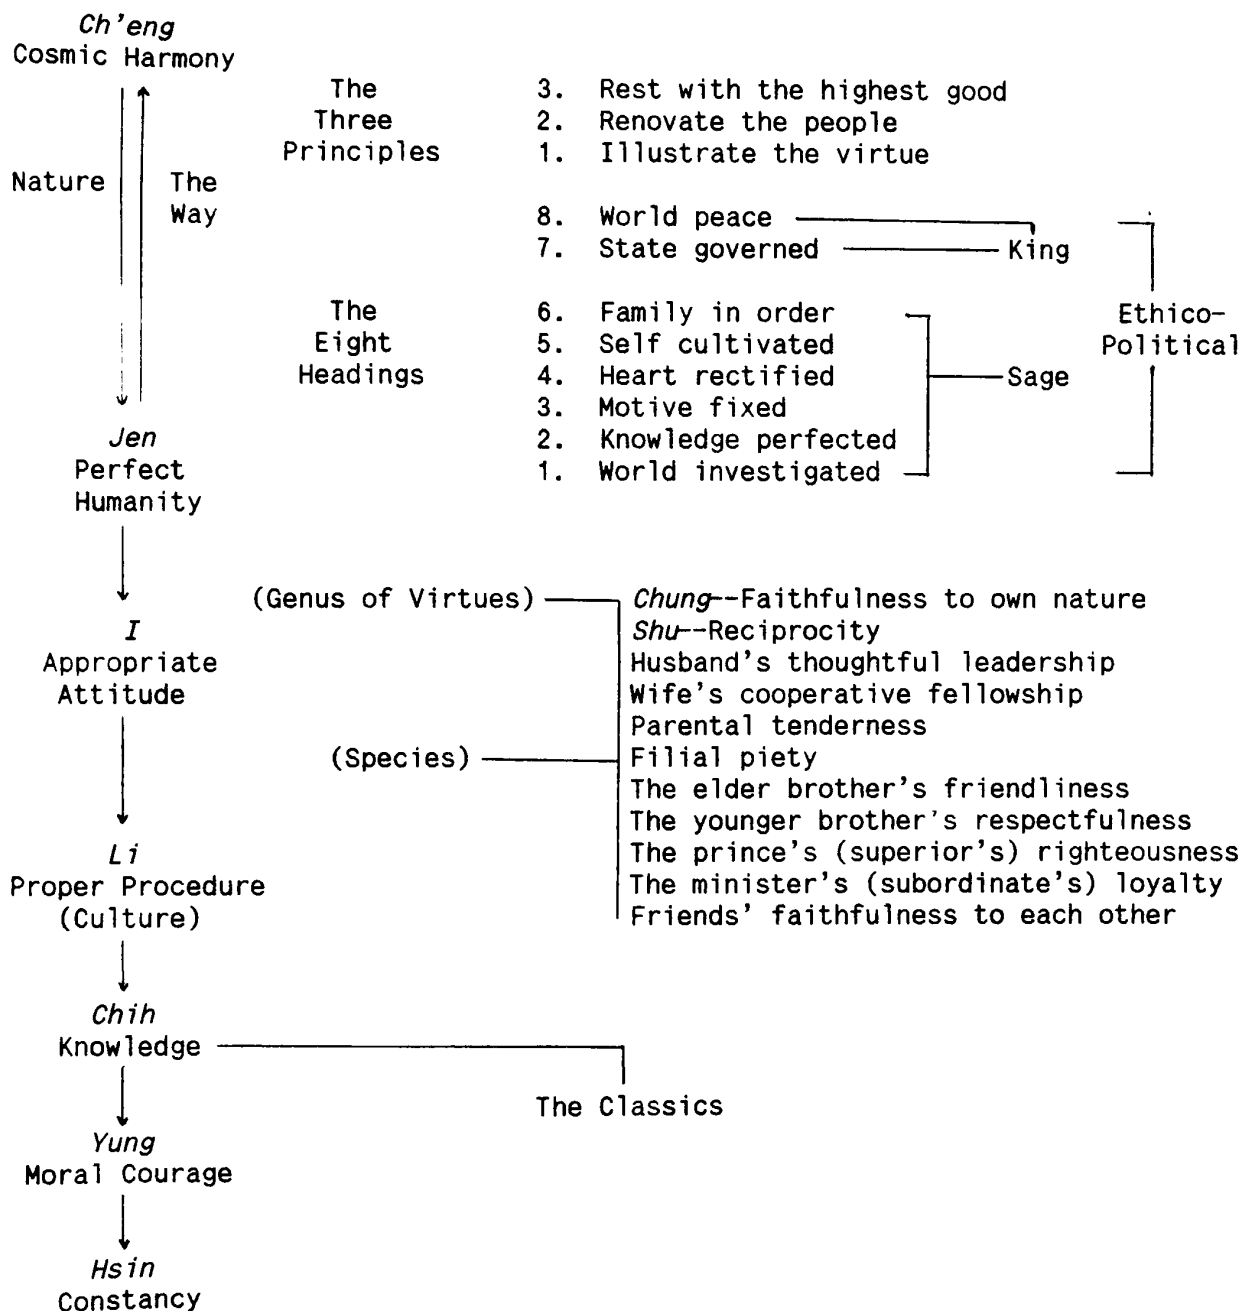 Ch'eng
Cosmic Harmony
Nature
The
Way
The
Three
Principles
3. Rest with the highest good
2. Renovate the people
1. Illustrate the virtue
8. World peace
7. State governed
King
The
Eight
Headings
6. Family in order
5. Self cultivated
4. Heart rectified
3. Motive fixed
2. Knowledge perfected
1. World investigated
Sage
Ethico-
Political
Jen
Perfect
Humanity
I
Appropriate
Attitude
(Genus of Virtues)
(Species)
Chung--Faithfulness to own nature
Shu--Reciprocity
Husband's thoughtful leadership
Wife's cooperative fellowship
Parental tenderness
Filial piety
The elder brother's friendliness
The younger brother's respectfulness
The prince's (superior's) righteousness
The minister's (subordinate's) loyalty
Friends' faithfulness to each other
Li
Proper Procedure
(Culture)
Chih
Knowledge
The Classics
Yung
Moral Courage
Hsin
Constancy